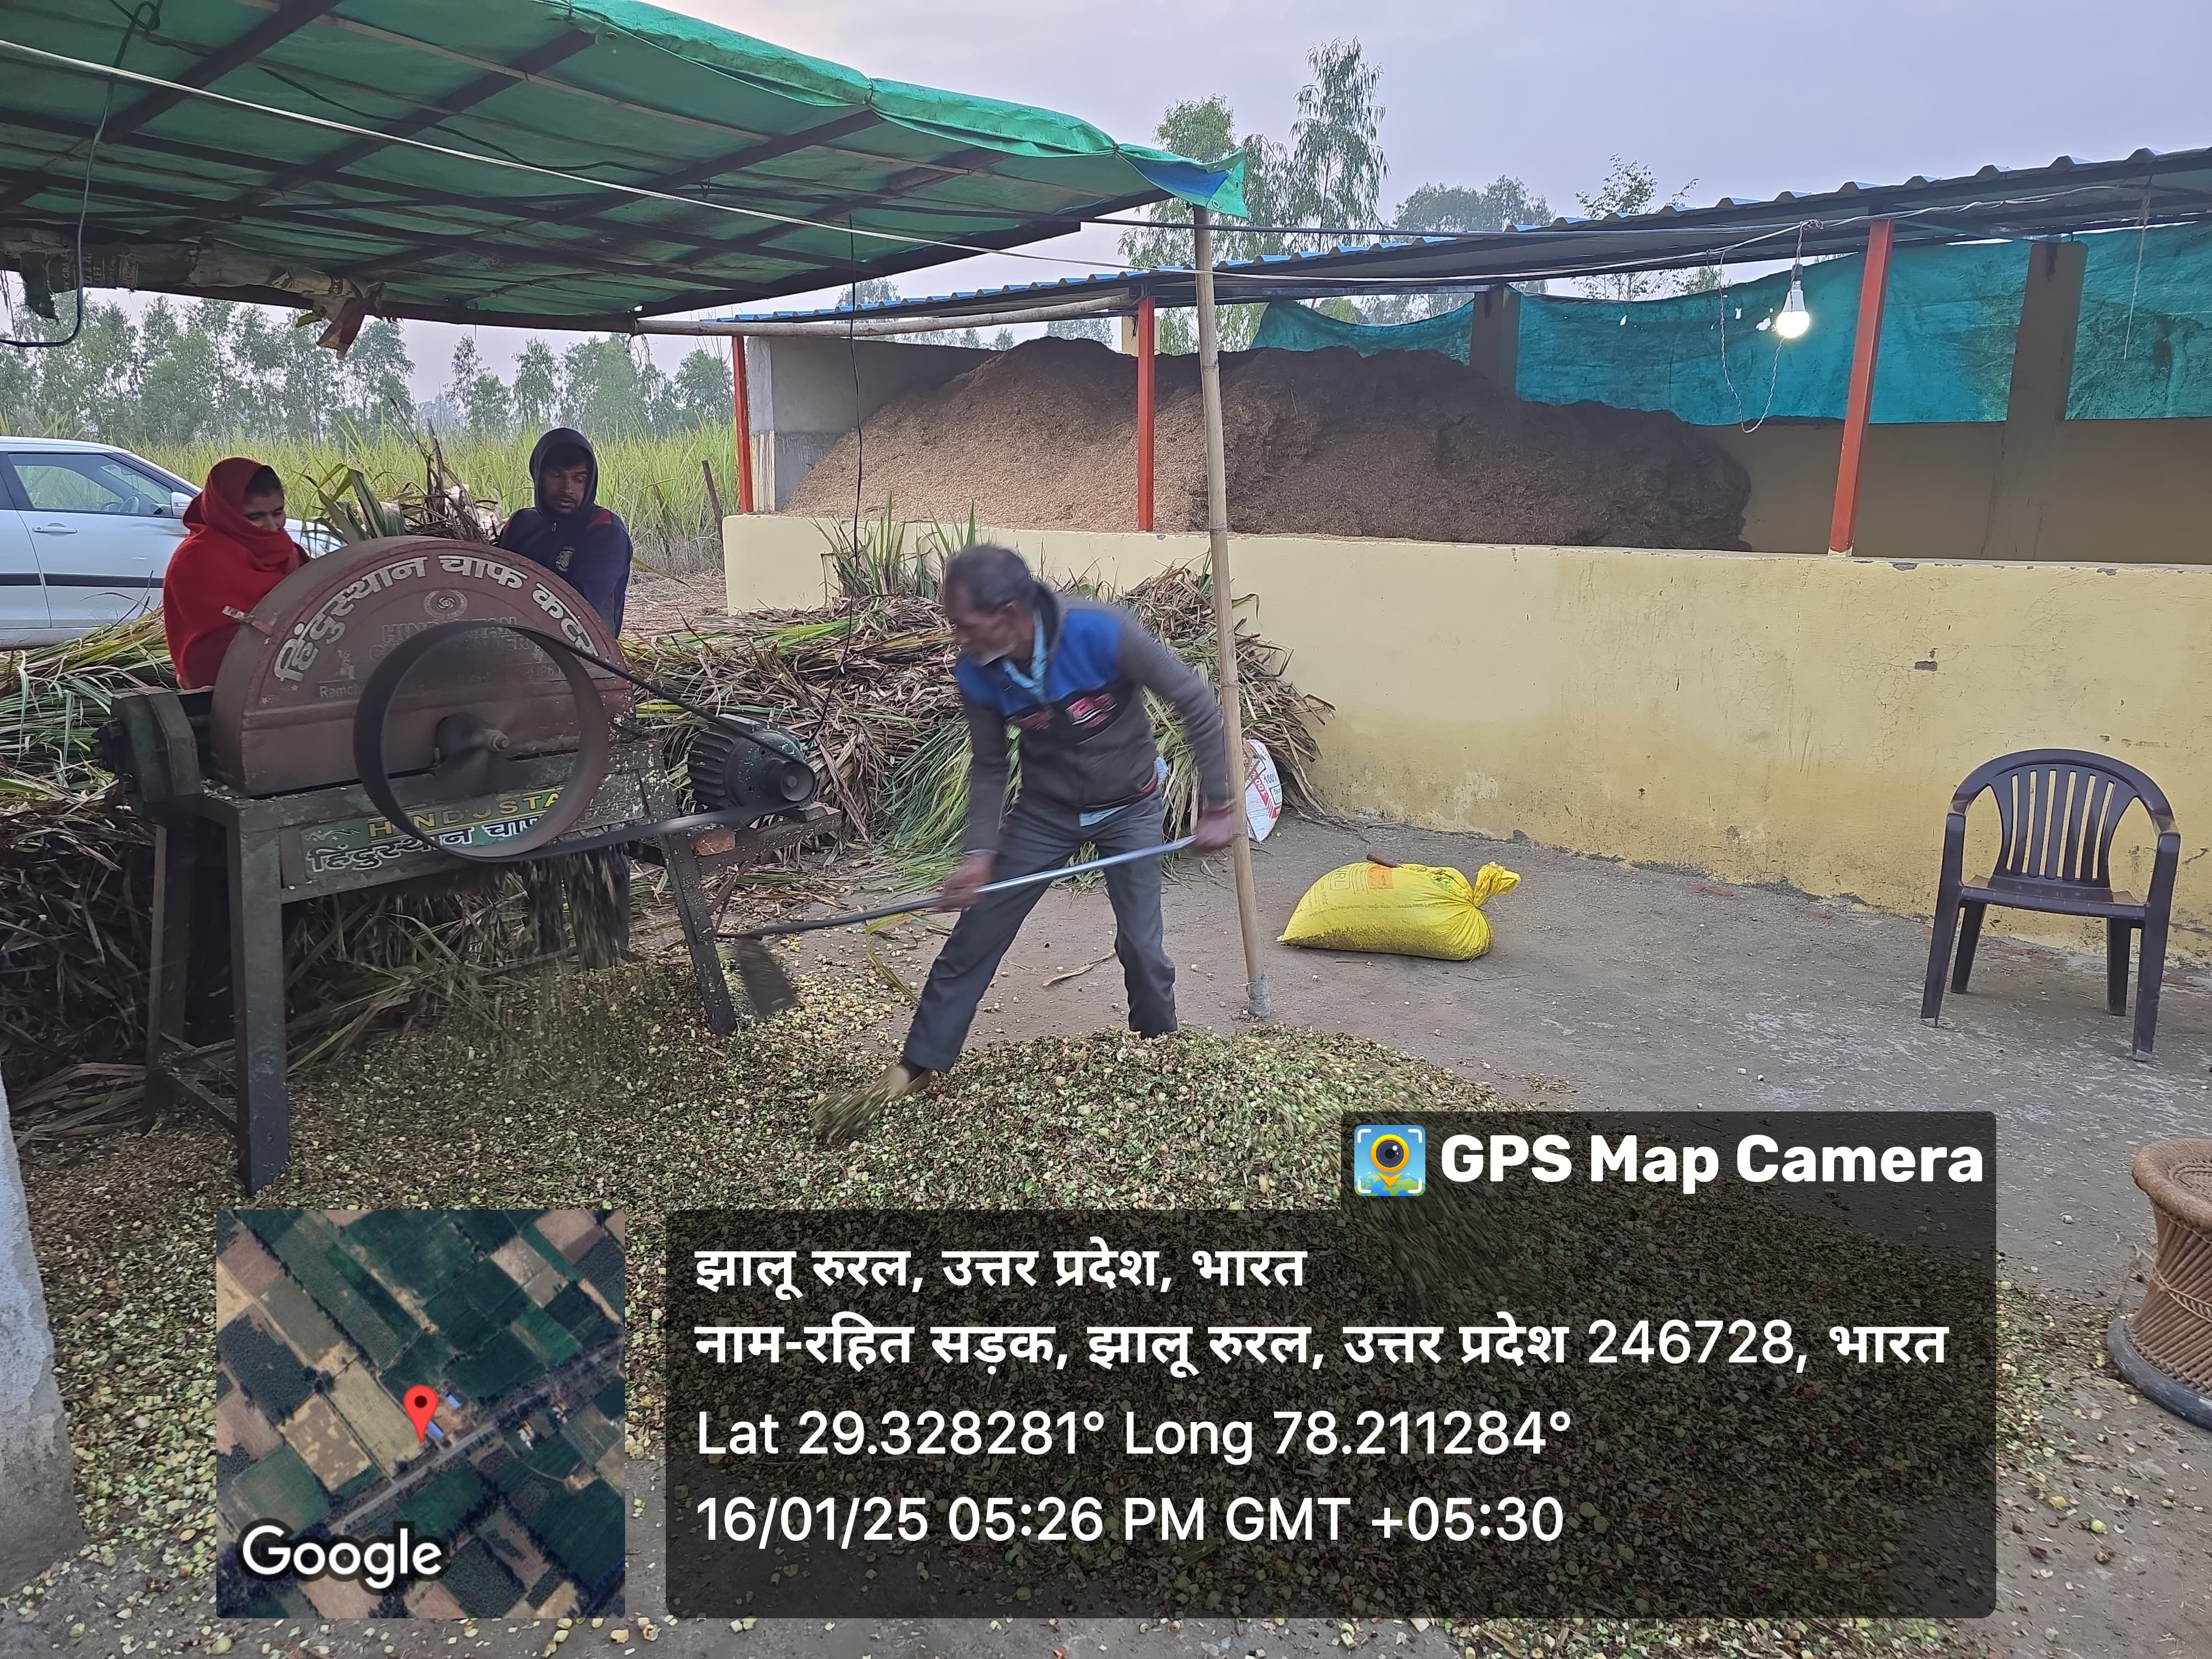 हिंदुस्थान चाफ कटर
HINDUSTAN
HINDUSTA
हिंदुस्थान चाफ
GPS Map Camera
झालू रुरल, उत्तर प्रदेश, भारत
नाम-रहित सड़क, झालू रुरल, उत्तर प्रदेश 246728, भारत
Lat 29.328281° Long 78.211284°
16/01/25 05:26 PM GMT +05:30
Google